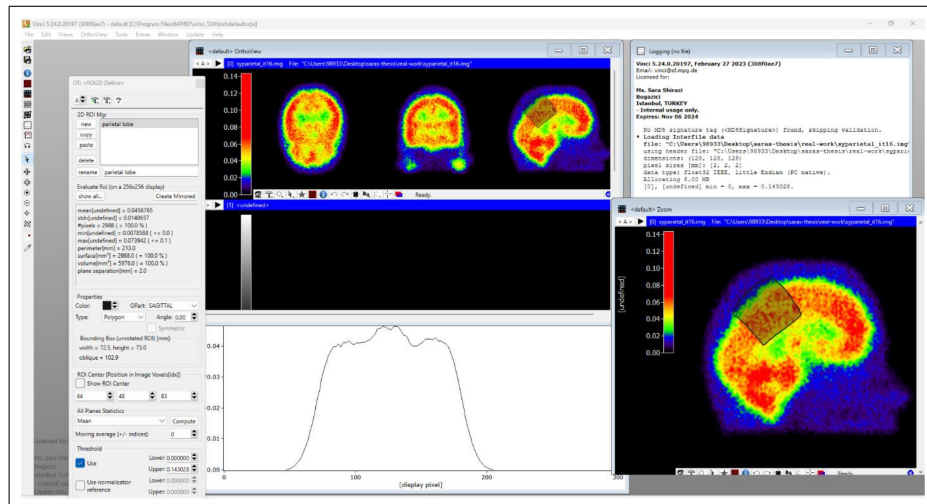 Vinci 5.24.0.20197 (308f0ae7) - default [C:\Program Files\MPIfSF\vinci_524\bin\default.vpi]
File Edit Views OrthoView Tools Extras Window Update Help
OT: <ROI2D Define>
2D ROI Mgr
new
parietal lobe
copy
paste
delete
rename
parietal lobe
Evaluate Roi (on a 256x256 display)
show all..
Create Mirrored
mean[undefined] = 0.0456765
std[undefined] = 0.0140657
#pixels = 2988 ( = 100.0 % )
min[undefined] = 0.0078588 ( >= 0.0 )
max[undefined] = 0.073942 ( <= 0.1 )
perimeter[mm] = 213.0
surface[mm²] = 2988.0 ( = 100.0 % )
volume[mm³] = 5976.0 ( = 100.0 % )
plane separation[mm] = 2.0
Properties
Color:
OPart: SAGITTAL
Type: Polygon
Angle: 0.00
Symmetric
Bounding Box (unrotated ROI) [mm]
width = 72.5, height = 73.0
oblique = 102.9
ROI Center [Position in Image Voxels[idx]]
Show ROI Center
64 48 83
All Planes Statistics
Mean
Compute
Moving average (+/- indices): 0
Threshold
Use
Lower: 0.000000
Upper: 0.143028
Use normalization reference
Lower: 0.000000
Upper: 0.000000
<default> OrthoView
< A > [0] syparietal_it16.img File: "C:\Users\98933\Desktop\saras-thesis\real-work\syparietal_it16.img"
0.14
0.12
0.10
0.08
0.06
0.04
0.02
0.00
Ready.
< A > [1] <undefined>
0.04
0.03
0.02
0.01
0.00
0 100 200 300
[display pixel]
Logging (no file)
Vinci 5.24.0.20197, February 27 2023 (308f0ae7)
Email: vinci@sf.mpg.de
Licensed for:
Ms. Sara Shirazi
Bogazici
Istanbul, TURKEY
- Internal usage only.
Expires: Nov 06 2024
No MD5 signature tag (<MD5Signature>) found, skipping validation.
* Loading Interfile data
file: "C:\Users\98933\Desktop\saras-thesis\real-work\syparietal_it16.img"
using header file: "C:\Users\98933\Desktop\saras-thesis\real-work\syparie
dimensions: (128, 128, 128)
pixel sizes [mm]: [2, 2, 2]
data type: float32 IEEE, little Endian (PC native).
Allocating 8.00 MB
[0], [undefined] min = 0, max = 0.143028.
<default> Zoom
< A > [0] syparietal_it16.img File: "C:\Users\98933\Desktop\saras-thesis\real-work\syparietal_it16.img"
[undefined]
0.14
0.10
0.08
0.06
0.04
0.02
0.00
Ready.